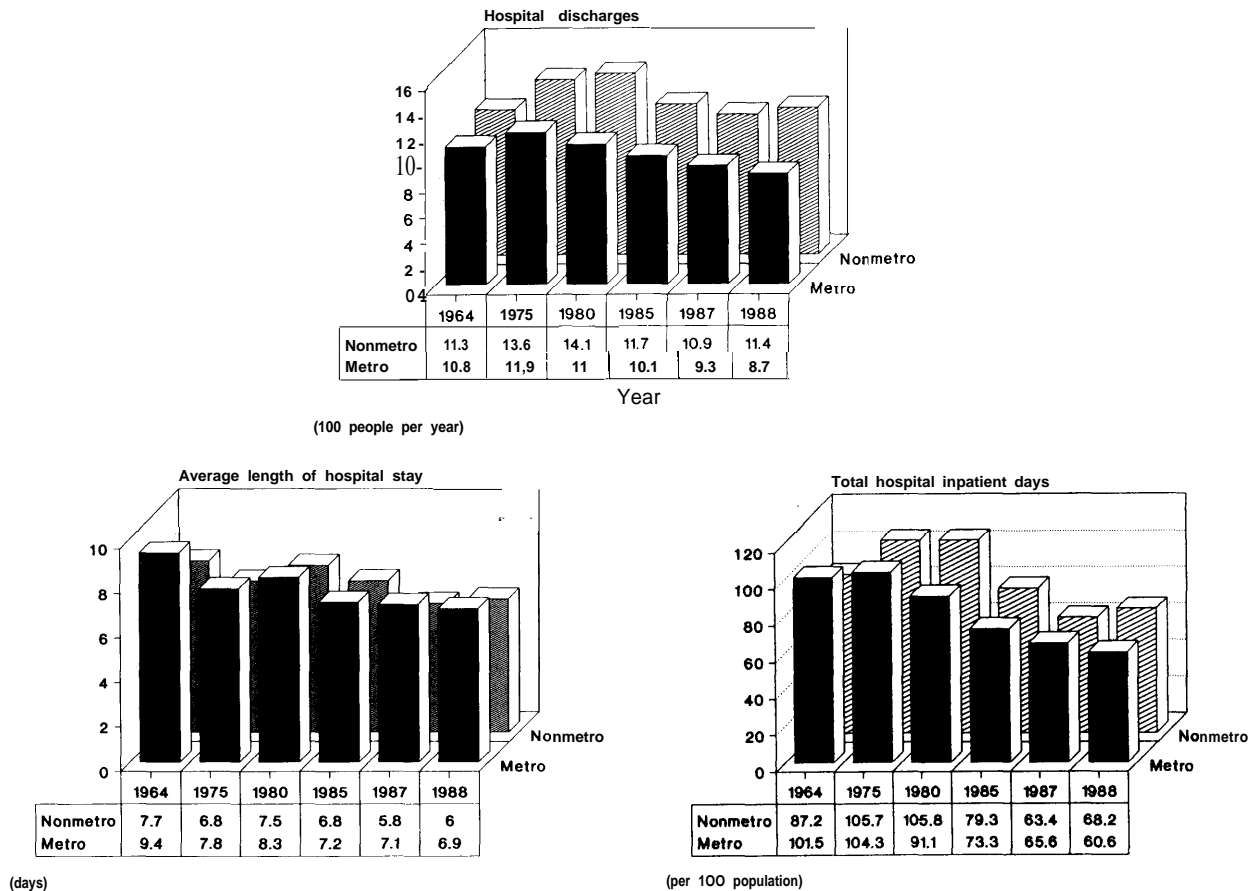 Hospital discharges
16
14
12
10
8
6
4
2
04
Nonmetro
Metro
1964 1975 1980 1985 1987 1988
Nonmetro 11.3 13.6 14.1 11.7 10.9 11.4
Metro 10.8 11,9 11 10.1 9.3 8.7
Year
(100 people per year)
Average length of hospital stay
10
8
6
4
2
0
Nonmetro
Metro
1964 1975 1980 1985 1987 1988
Nonmetro 7.7 6.8 7.5 6.8 5.8 6
Metro 9.4 7.8 8.3 7.2 7.1 6.9
(days)
Total hospital inpatient days
120
100
80
60
40
20
0
Nonmetro
Metro
1964 1975 1980 1985 1987 1988
Nonmetro 87.2 105.7 105.8 79.3 63.4 68.2
Metro 101.5 104.3 91.1 73.3 65.6 60.6
(per 100 population)